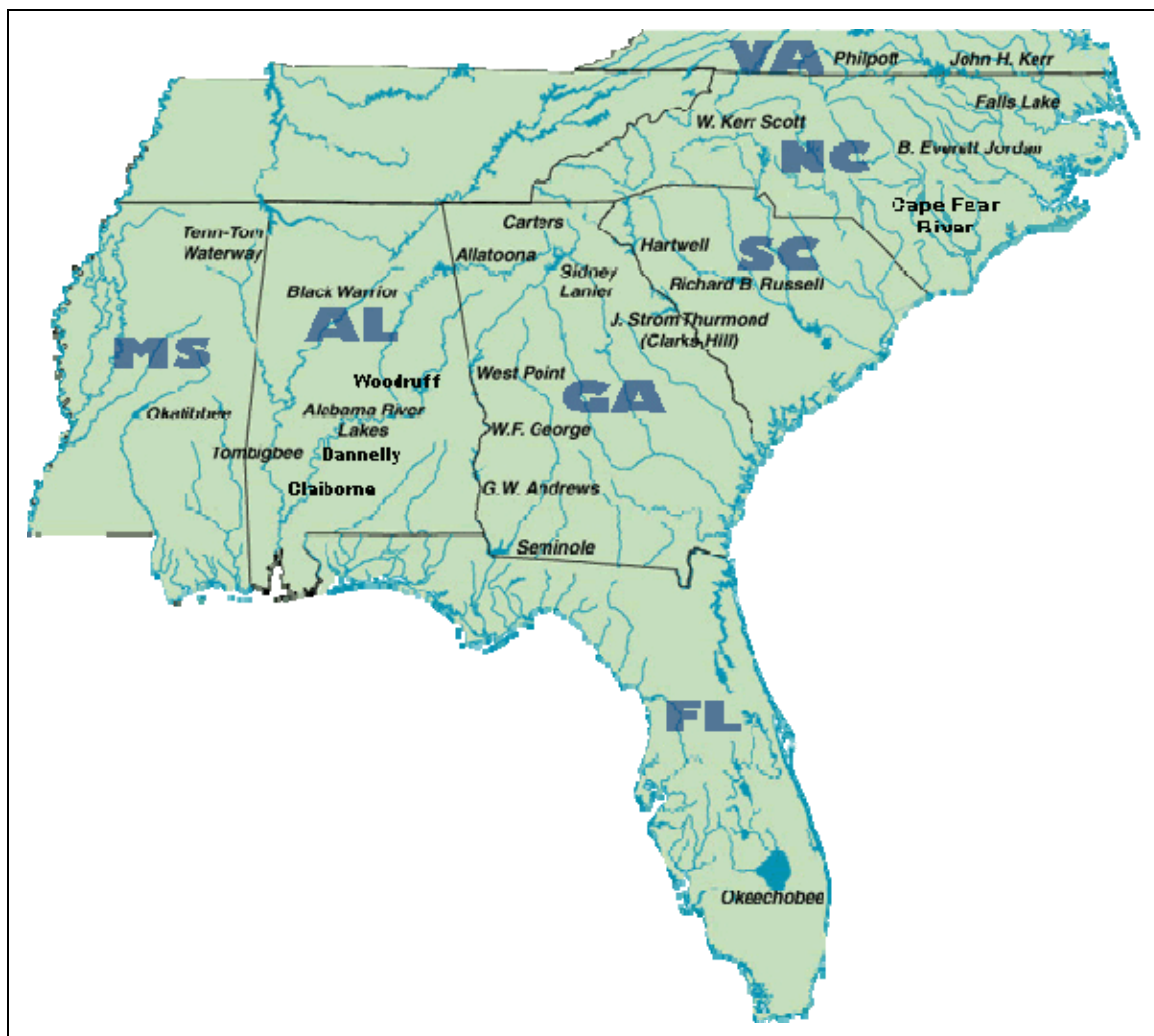 VA
Philpott
John H. Kerr
Falls Lake
W. Kerr Scott
NC
B. Everett Jordan
Cape Fear
River
Carters
Tenn-Tom
Waterway
Allatoona
Hartwell
SC
Sidney
Lanier
Richard B Russell
Black Warrior
AL
J. Strom Thurmond
(Clarks Hill)
MS
Woodruff
West Point
GA
Okatibbee
Alabama River
Lakes
W.F. George
Tombigbee
Dannelly
Claiborne
G.W. Andrews
Seminole
FL
Okeechobee